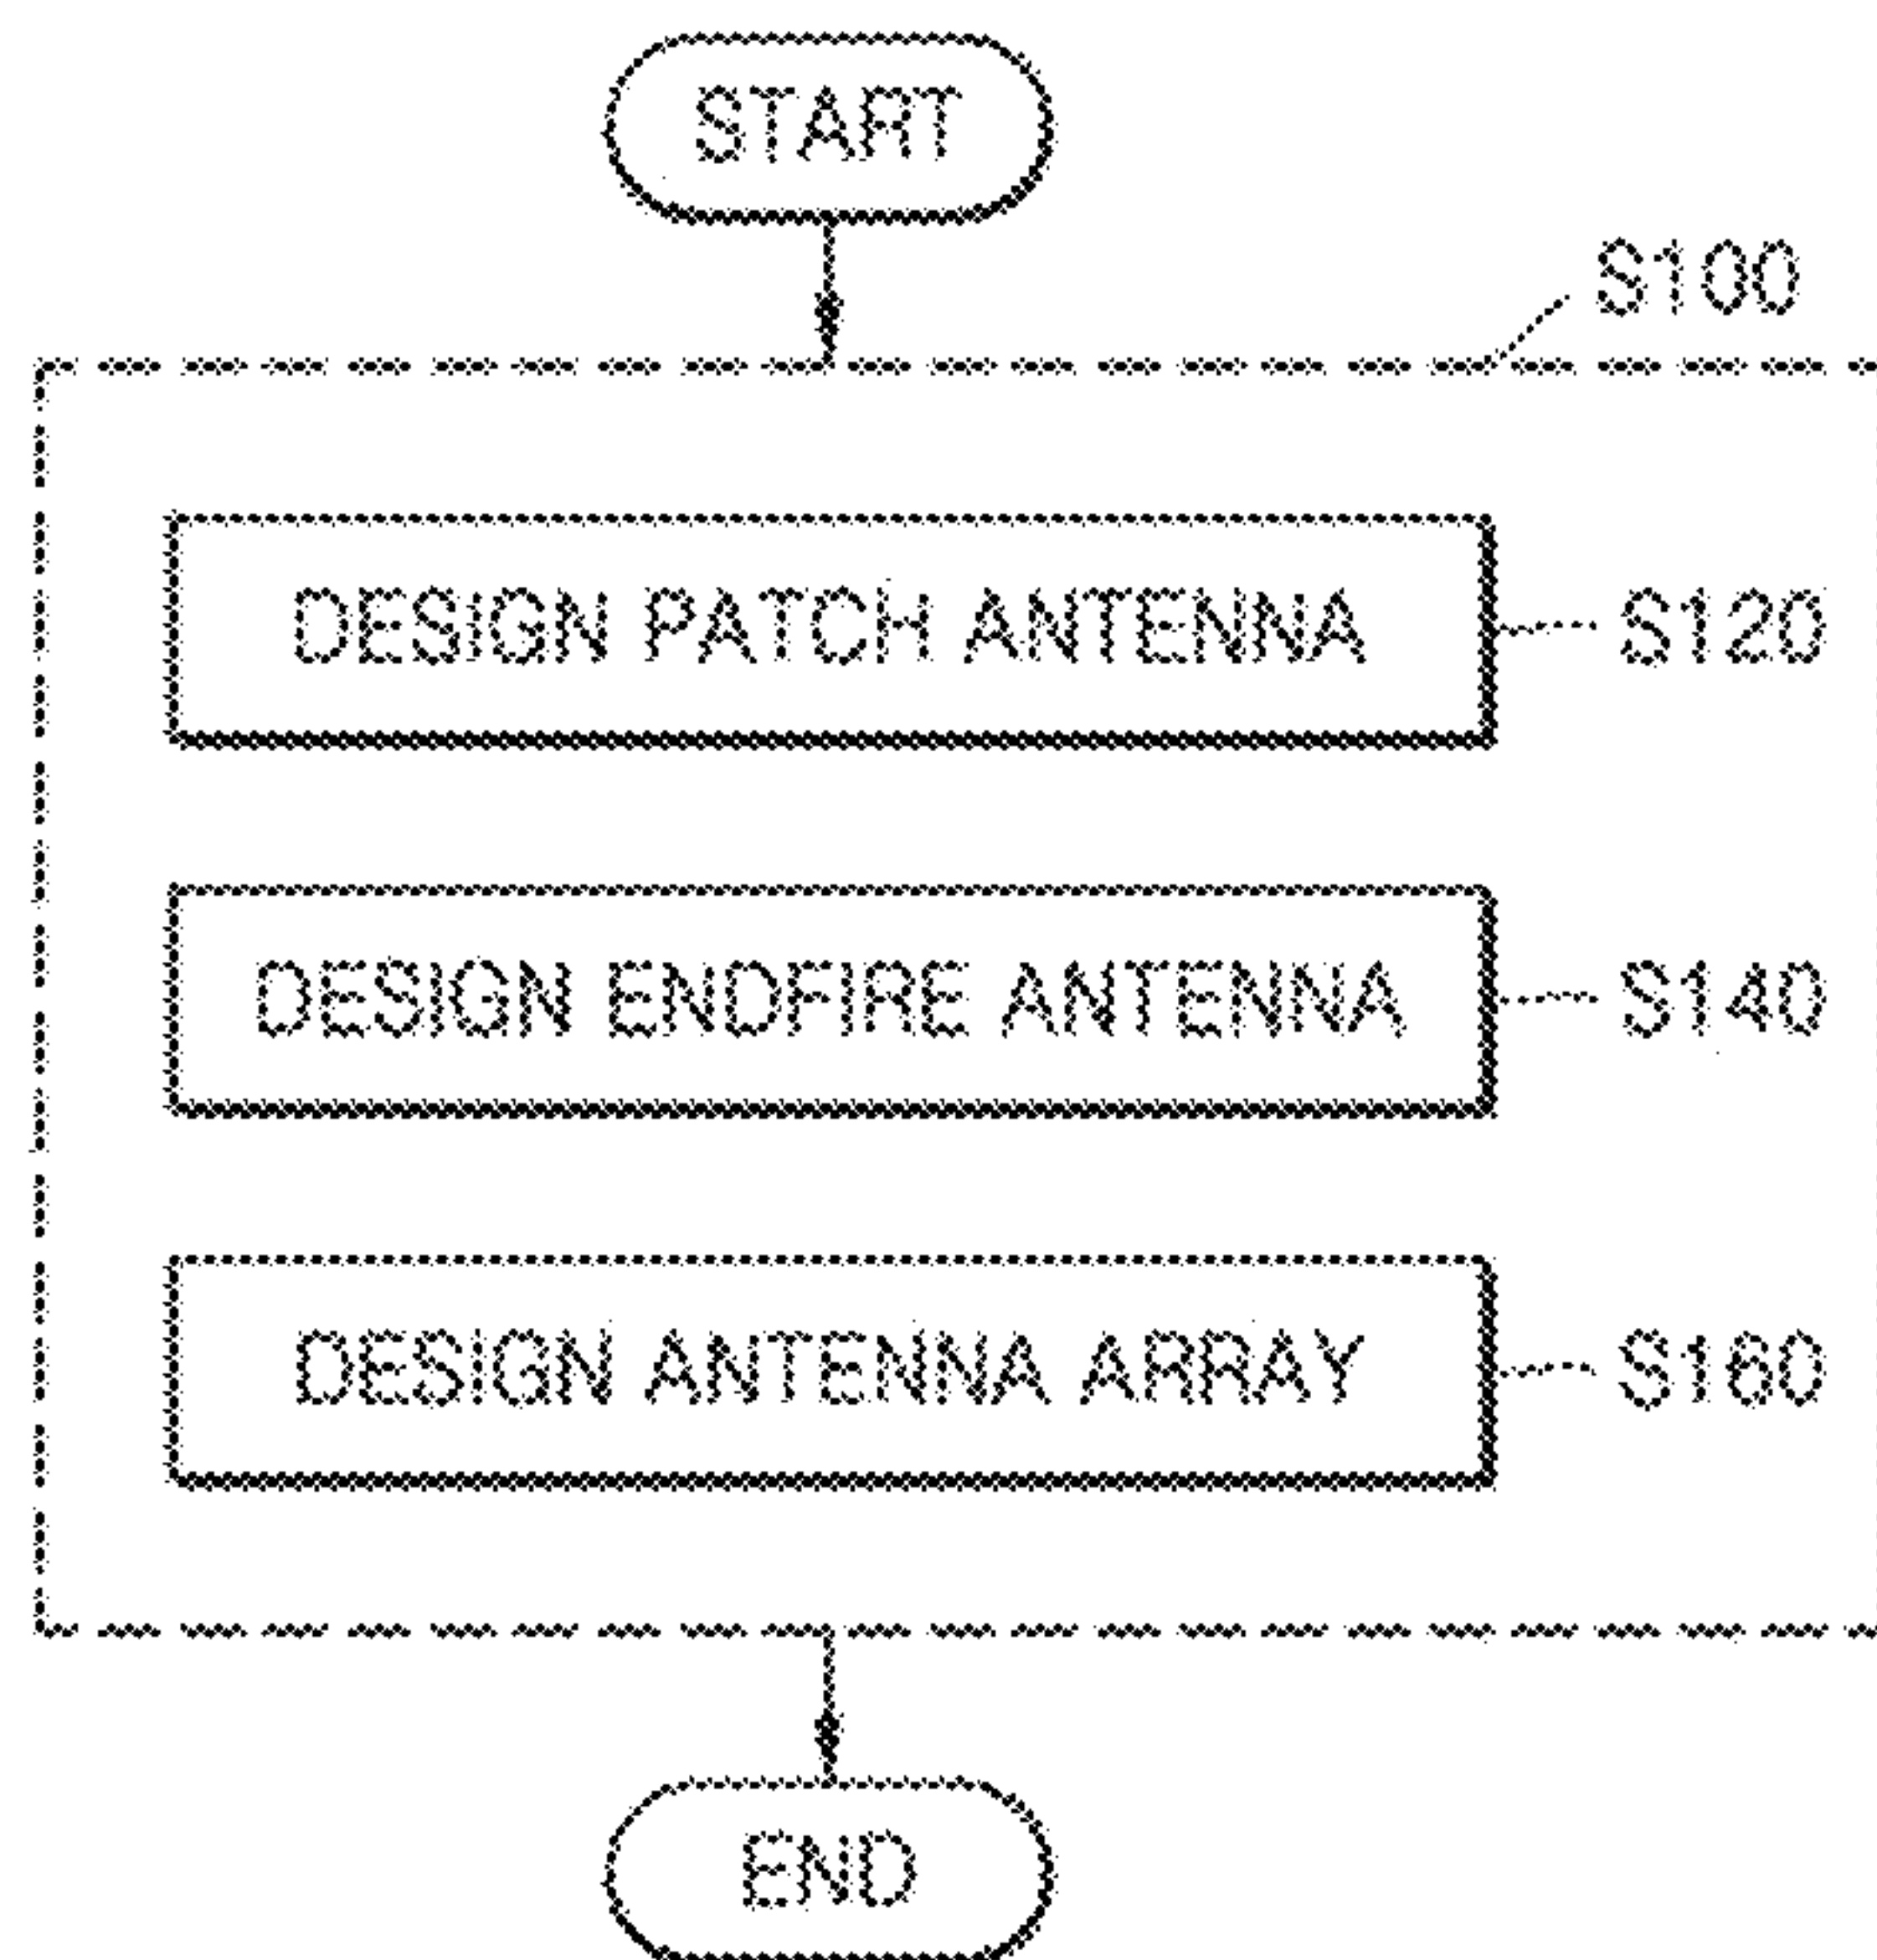 START
S100
DESIGN PATCH ANTENNA S120
DESIGN ENDFIRE ANTENNA S140
DESIGN ANTENNA ARRAY S160
END